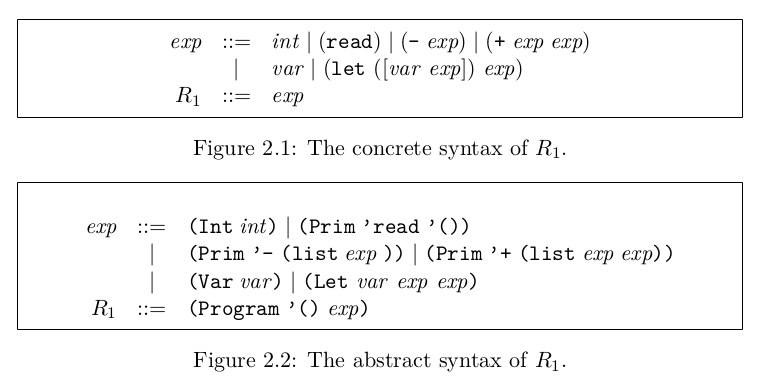 exp ::= int | (read) | (- exp) | (+ exp exp)
| var | (let ([var exp]) exp)
R₁ ::= exp
Figure 2.1: The concrete syntax of R₁.
exp ::= (Int int) | (Prim ’read ’())
| (Prim ’- (list exp )) | (Prim ’+ (list exp exp))
| (Var var) | (Let var exp exp)
R₁ ::= (Program ’() exp)
Figure 2.2: The abstract syntax of R₁.